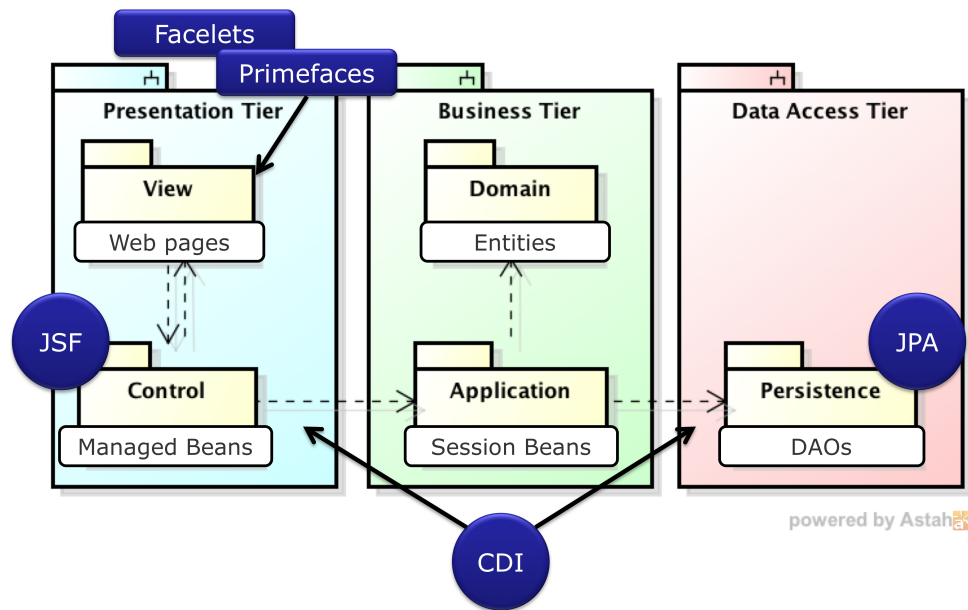 Facelets
Primefaces
Presentation Tier
Business Tier
Data Access Tier
View
Web pages
Domain
Entities
JSF
JPA
Control
Managed Beans
Application
Session Beans
Persistence
DAOs
powered by Astah
CDI